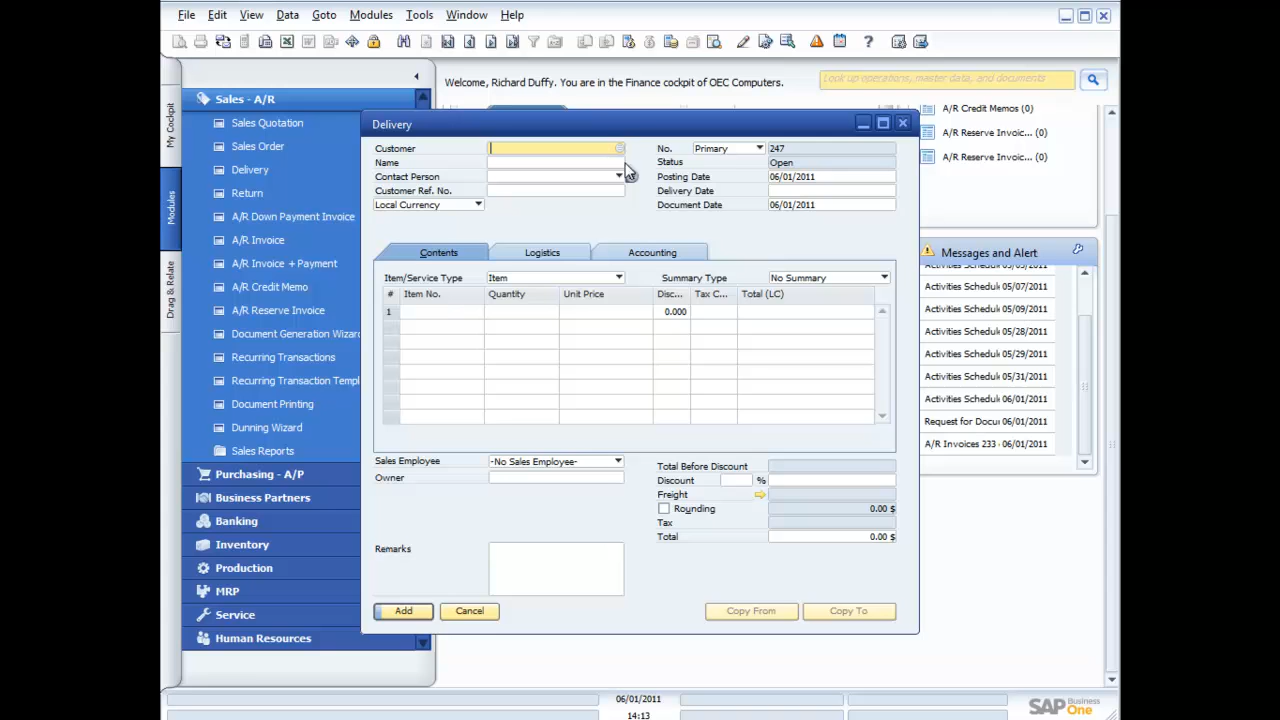 File Edit View Data Goto Modules Tools Window Help
Welcome, Richard Duffy. You are in the Finance cockpit of OEC Computers.
Look up operations, master data, and documents
My Cockpit
Modules
Drag & Relate
Sales - A/R
Sales Quotation
Sales Order
Delivery
Return
A/R Down Payment Invoice
A/R Invoice
A/R Invoice + Payment
A/R Credit Memo
A/R Reserve Invoice
Document Generation Wizard
Recurring Transactions
Recurring Transaction Templ
Document Printing
Dunning Wizard
Sales Reports
Purchasing - A/P
Business Partners
Banking
Inventory
Production
MRP
Service
Human Resources
Delivery
Customer
Name
Contact Person
Customer Ref. No.
Local Currency
No. Primary 247
Status Open
Posting Date 06/01/2011
Delivery Date
Document Date 06/01/2011
Contents Logistics Accounting
Item/Service Type Item Summary Type No Summary
# Item No. Quantity Unit Price Disc... Tax C... Total (LC)
1 0.000
Sales Employee -No Sales Employee-
Owner
Total Before Discount
Discount %
Freight
Rounding 0.00 $
Tax
Total 0.00 $
Remarks
Add Cancel Copy From Copy To
A/R Credit Memos (0)
A/R Reserve Invoic... (0)
A/R Reserve Invoic... (0)
Messages and Alert
Activities Schedul 05/03/2011
Activities Schedul 05/07/2011
Activities Schedul 05/09/2011
Activities Schedul 05/28/2011
Activities Schedul 05/29/2011
Activities Schedul 05/31/2011
Activities Schedul 06/01/2011
Request for Docu 06/01/2011
A/R Invoices 233 06/01/2011
06/01/2011
14:13
SAP Business One